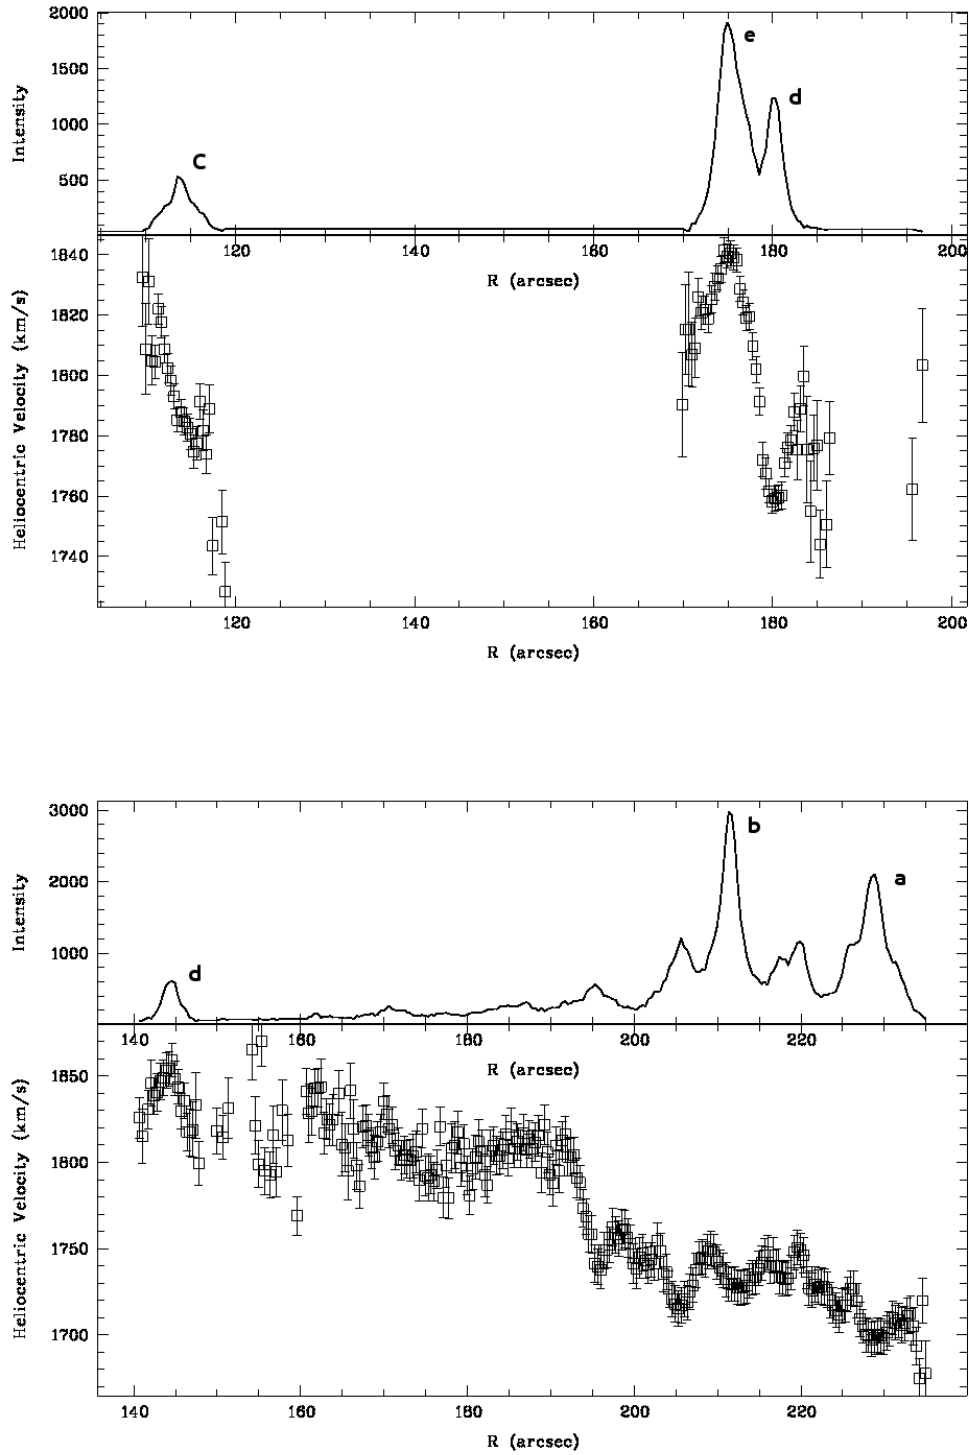 2000
1500
1000
500
Intensity
C
e
d
120
140
160
180
200
R (arcsec)
1840
1820
1800
1780
1760
1740
Heliocentric Velocity (km/s)
120
140
160
180
200
R (arcsec)
3000
2000
1000
Intensity
d
b
a
140
160
180
200
220
R (arcsec)
1850
1800
1750
1700
Heliocentric Velocity (km/s)
140
160
180
200
220
R (arcsec)